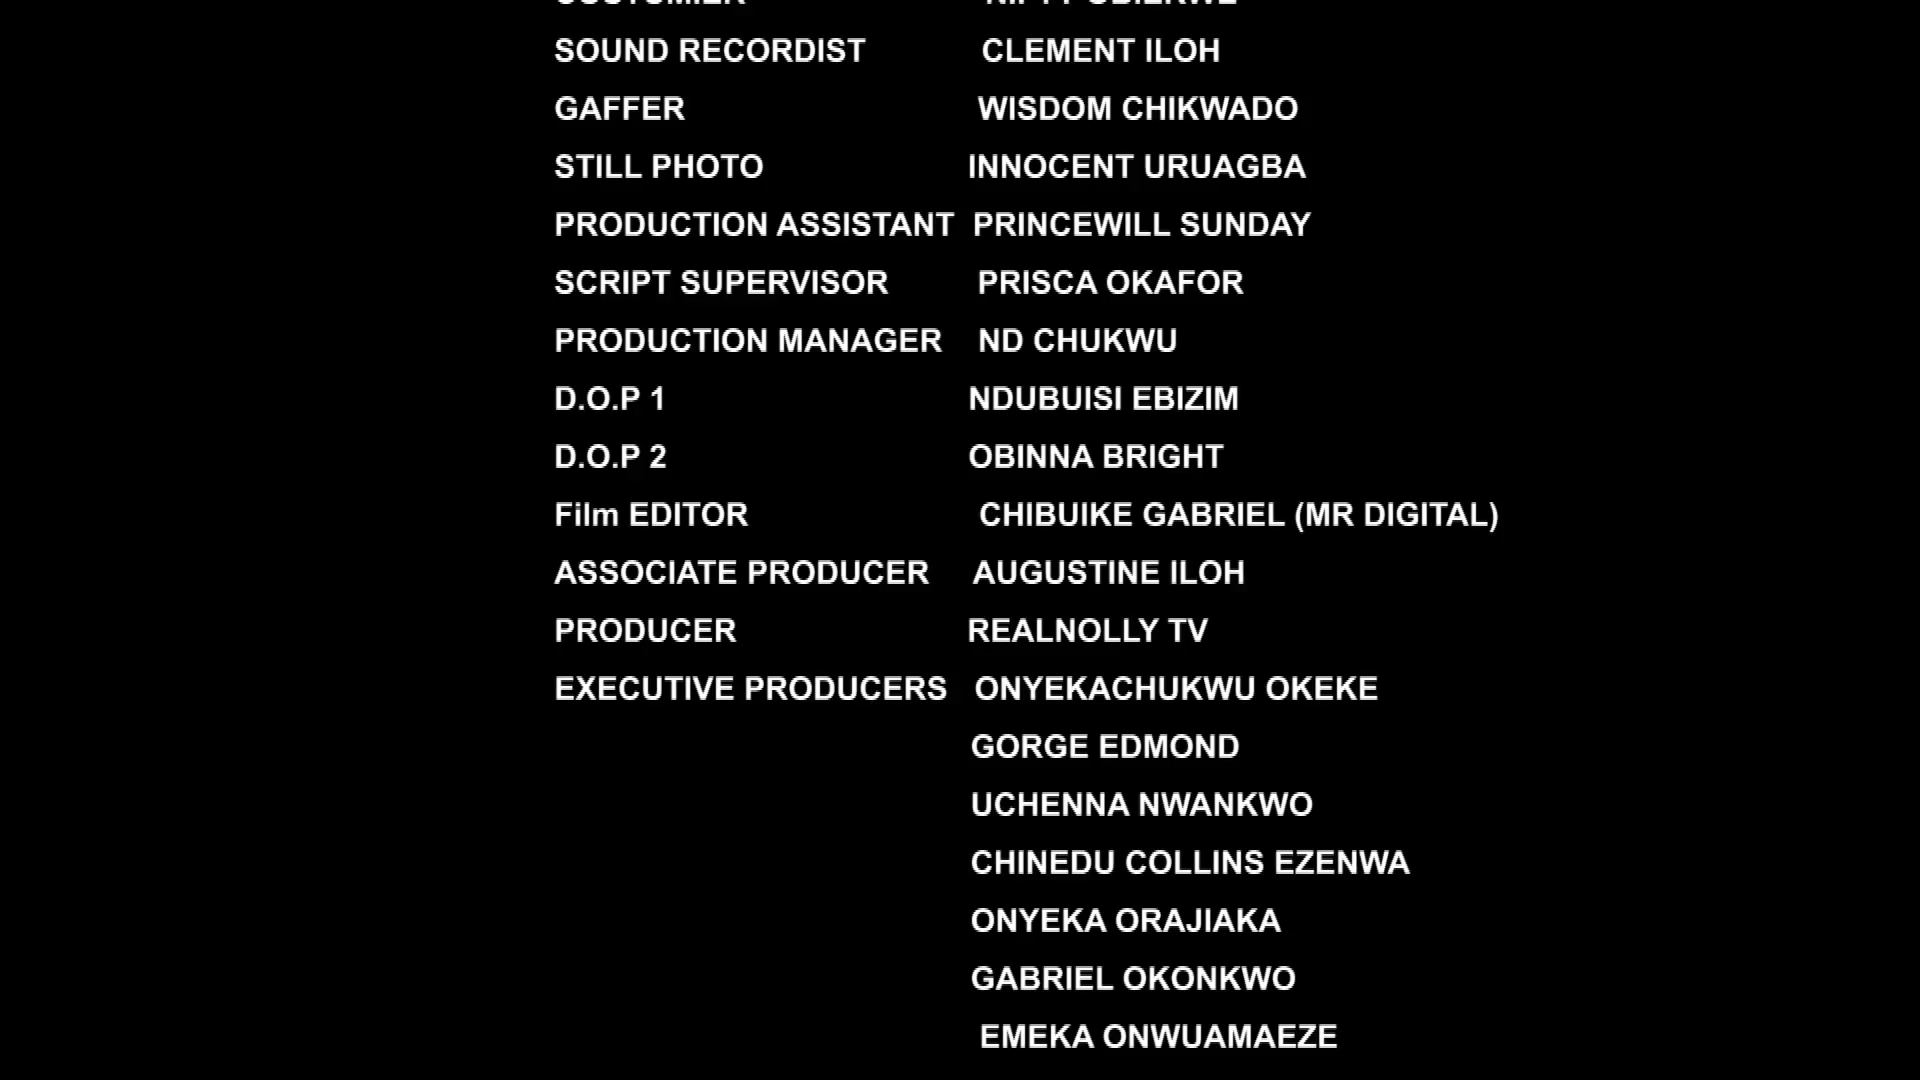 SOUND RECORDIST CLEMENT ILOH
GAFFER WISDOM CHIKWADO
STILL PHOTO INNOCENT URUAGBA
PRODUCTION ASSISTANT PRINCEWILL SUNDAY
SCRIPT SUPERVISOR PRISCA OKAFOR
PRODUCTION MANAGER ND CHUKWU
D.O.P 1 NDUBUISI EBIZIM
D.O.P 2 OBINNA BRIGHT
Film EDITOR CHIBUIKE GABRIEL (MR DIGITAL)
ASSOCIATE PRODUCER AUGUSTINE ILOH
PRODUCER REALNOLLY TV
EXECUTIVE PRODUCERS ONYEKACHUKWU OKEKE
GORGE EDMOND
UCHENNA NWANKWO
CHINEDU COLLINS EZENWA
ONYEKA ORAJIAKA
GABRIEL OKONKWO
EMEKA ONWUAMAEZE